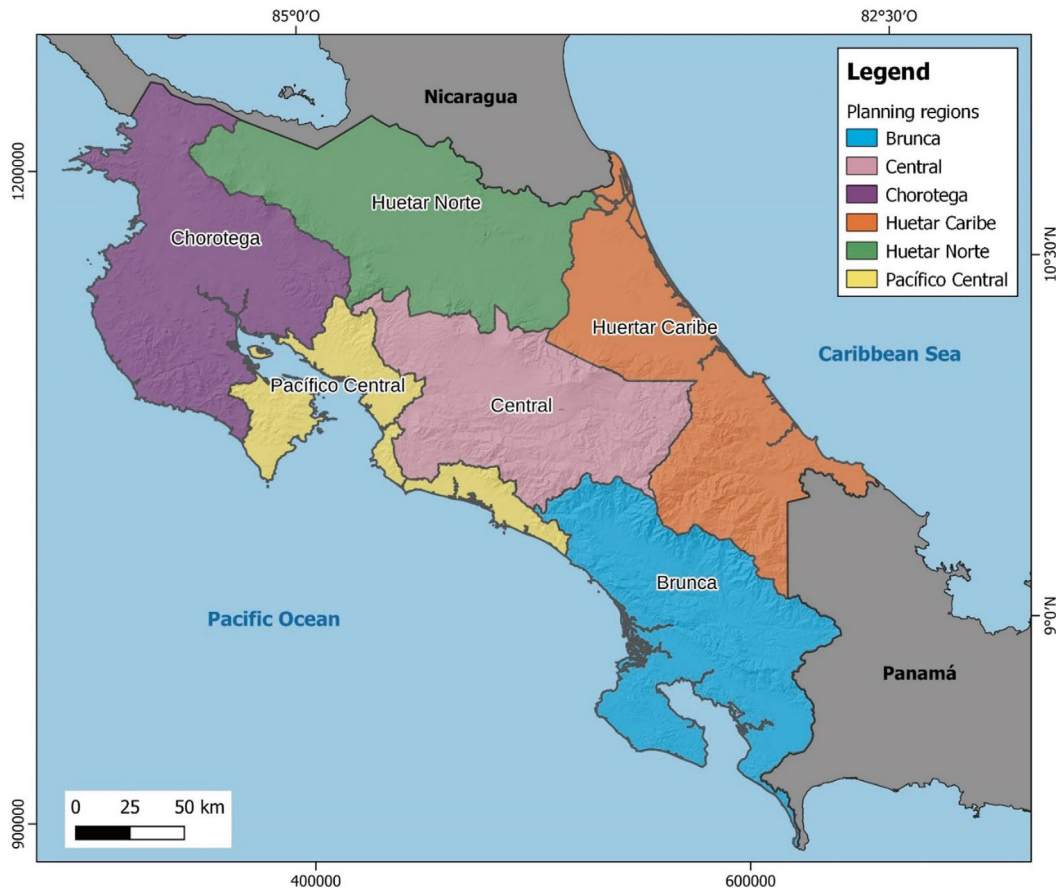 85°0'O
82°30'O
Legend
Planning regions
Brunca
Central
Chorotega
Huetar Caribe
Huetar Norte
Pacífico Central
Nicaragua
1200000
Huetar Norte
Chorotega
10°30'N
Huertar Caribe
Caribbean Sea
Pacífico Central
Central
Brunca
9°0'N
Pacific Ocean
Panamá
0 25 50 km
900000
400000
600000